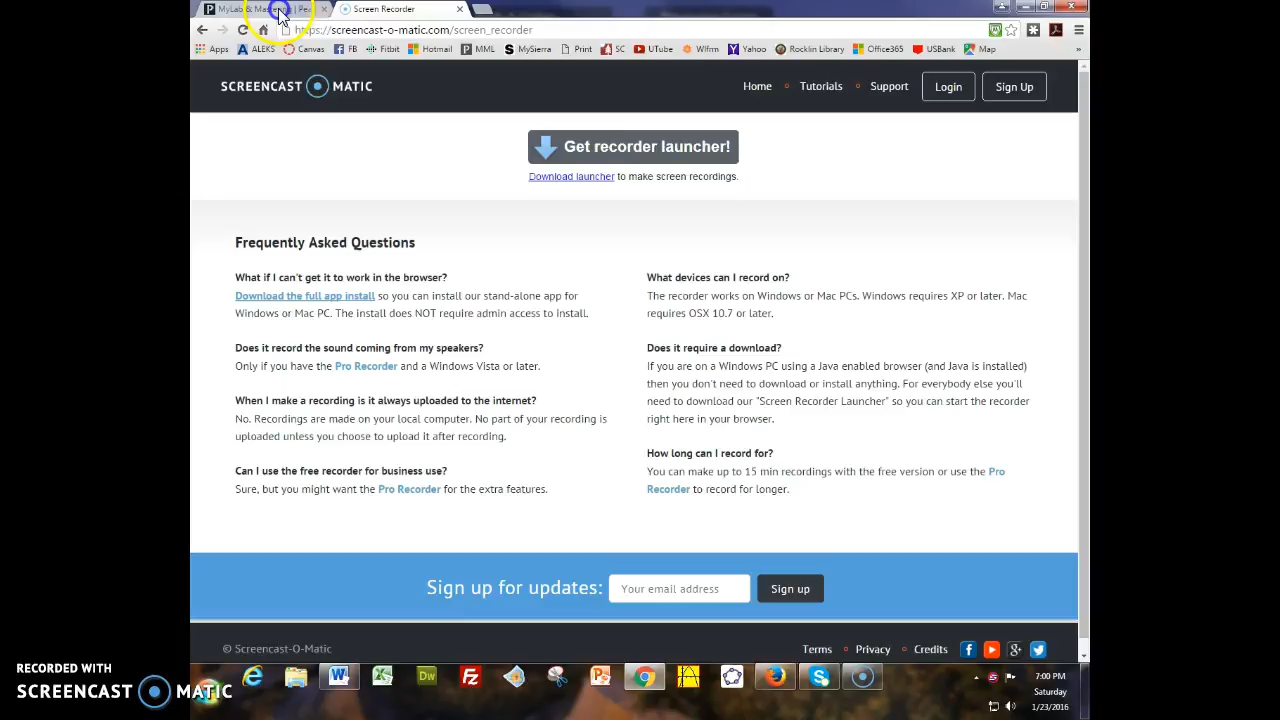 MyLab & Mastering | Pea
Screen Recorder
https://screencast-o-matic.com/screen_recorder
Apps ALEKS Canvas FB Fitbit Hotmail MML MySierra Print SC UTube Wlfrm Yahoo Rocklin Library Office365 USBank Map »
SCREENCAST MATIC
Home Tutorials Support Login Sign Up
Get recorder launcher!
Download launcher to make screen recordings.
Frequently Asked Questions
What if I can't get it to work in the browser?
Download the full app install so you can install our stand-alone app for
Windows or Mac PC. The install does NOT require admin access to install.
Does it record the sound coming from my speakers?
Only if you have the Pro Recorder and a Windows Vista or later.
When I make a recording is it always uploaded to the internet?
No. Recordings are made on your local computer. No part of your recording is
uploaded unless you choose to upload it after recording.
Can I use the free recorder for business use?
Sure, but you might want the Pro Recorder for the extra features.
What devices can I record on?
The recorder works on Windows or Mac PCs. Windows requires XP or later. Mac
requires OSX 10.7 or later.
Does it require a download?
If you are on a Windows PC using a Java enabled browser (and Java is installed)
then you don't need to download or install anything. For everybody else you'll
need to download our "Screen Recorder Launcher" so you can start the recorder
right here in your browser.
How long can I record for?
You can make up to 15 min recordings with the free version or use the Pro
Recorder to record for longer.
Sign up for updates: Your email address Sign up
© Screencast-O-Matic
Terms Privacy Credits
7:00 PM
Saturday
1/23/2016
RECORDED WITH
SCREENCAST MATIC